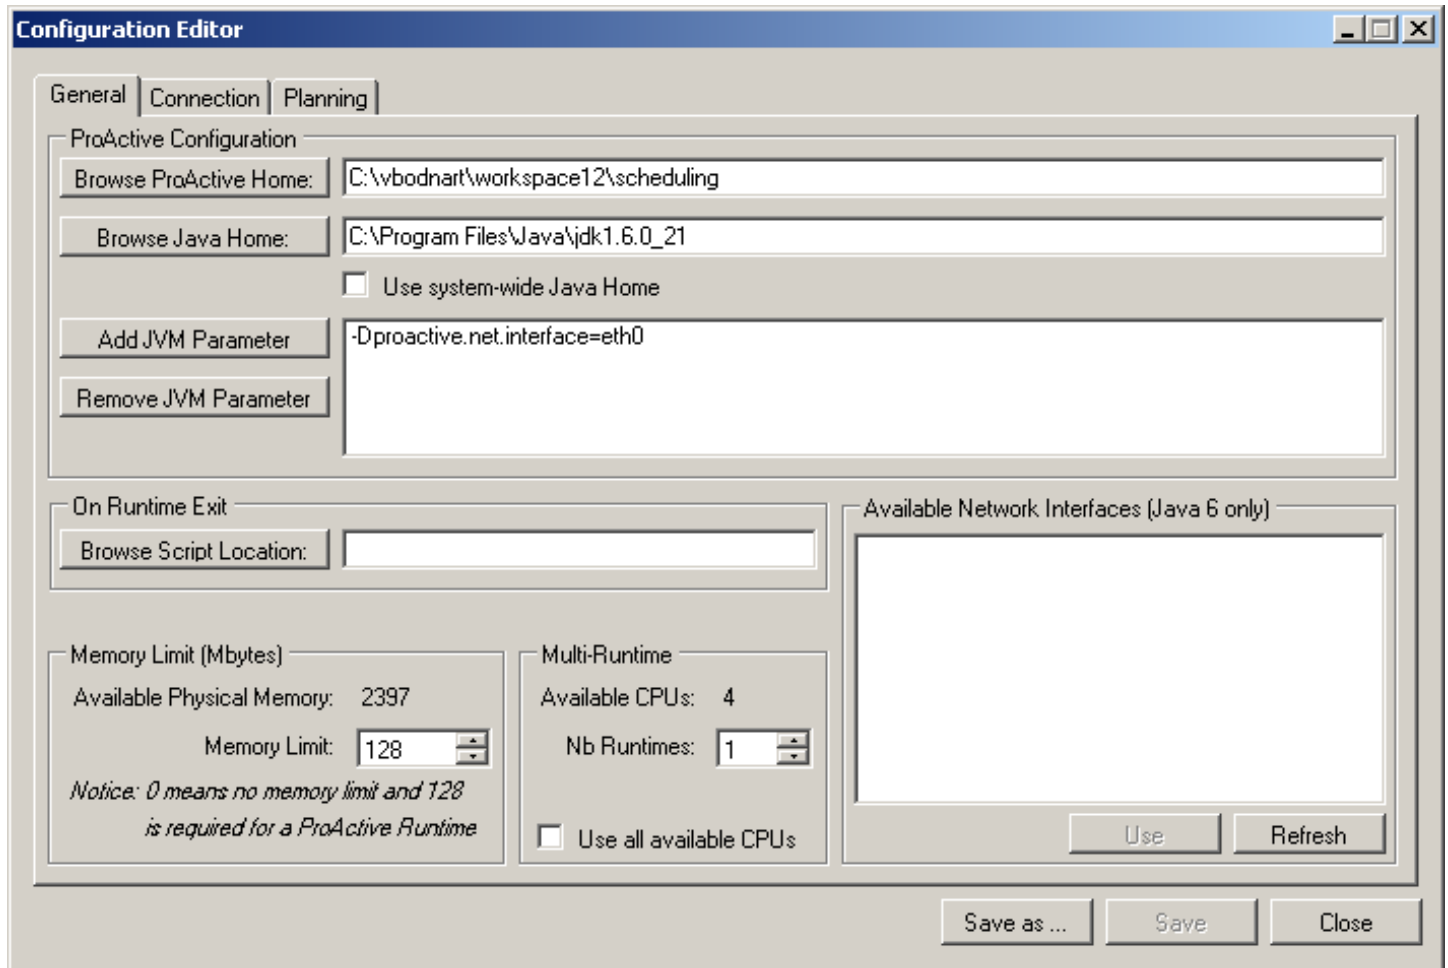 Configuration Editor
General Connection Planning
ProActive Configuration
Browse ProActive Home: C:\vbodnart\workspace12\scheduling
Browse Java Home: C:\Program Files\Java\jdk1.6.0_21
Use system-wide Java Home
Add JVM Parameter -Dproactive.net.interface=eth0
Remove JVM Parameter
On Runtime Exit
Browse Script Location:
Available Network Interfaces (Java 6 only)
Memory Limit (Mbytes)
Available Physical Memory: 2397
Memory Limit: 128
Notice: 0 means no memory limit and 128
is required for a ProActive Runtime
Multi-Runtime
Available CPUs: 4
Nb Runtimes: 1
Use all available CPUs
Use Refresh
Save as ... Save Close